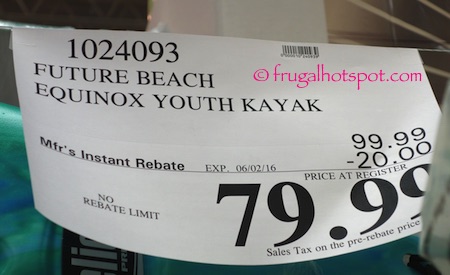 1024093
© frugalhotspot.com
FUTURE BEACH
EQUINOX YOUTH KAYAK
99.99
Mfr's Instant Rebate EXP. 06/02/16 -20.00
PRICE AT REGISTER
NO
REBATE LIMIT
79.99
Sales Tax on the pre-rebate price